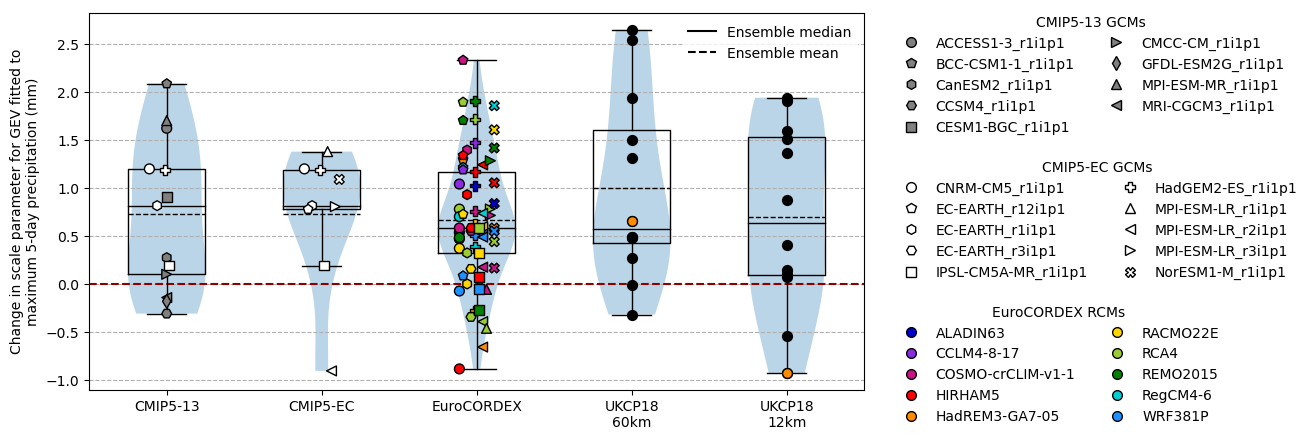 Change in scale parameter for GEV fitted to
maximum 5-day precipitation (mm)
2.5
2.0
1.5
1.0
0.5
0.0
−0.5
−1.0
Ensemble median
Ensemble mean
CMIP5-13
CMIP5-EC
EuroCORDEX
UKCP18
60km
UKCP18
12km
CMIP5-13 GCMs
ACCESS1-3_r1i1p1
BCC-CSM1-1_r1i1p1
CanESM2_r1i1p1
CCSM4_r1i1p1
CESM1-BGC_r1i1p1
CMCC-CM_r1i1p1
GFDL-ESM2G_r1i1p1
MPI-ESM-MR_r1i1p1
MRI-CGCM3_r1i1p1
CMIP5-EC GCMs
CNRM-CM5_r1i1p1
EC-EARTH_r12i1p1
EC-EARTH_r1i1p1
EC-EARTH_r3i1p1
IPSL-CM5A-MR_r1i1p1
HadGEM2-ES_r1i1p1
MPI-ESM-LR_r1i1p1
MPI-ESM-LR_r2i1p1
MPI-ESM-LR_r3i1p1
NorESM1-M_r1i1p1
EuroCORDEX RCMs
ALADIN63
CCLM4-8-17
COSMO-crCLIM-v1-1
HIRHAM5
HadREM3-GA7-05
RACMO22E
RCA4
REMO2015
RegCM4-6
WRF381P